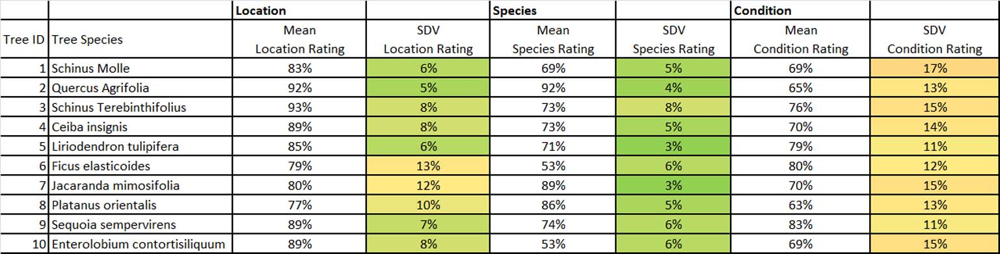 Location Species Condition
Tree ID Tree Species Mean Location Rating SDV Location Rating Mean Species Rating SDV Species Rating Mean Condition Rating SDV Condition Rating
1 Schinus Molle 83% 6% 69% 5% 69% 17%
2 Quercus Agrifolia 92% 5% 92% 4% 65% 13%
3 Schinus Terebinthifolius 93% 8% 73% 8% 76% 15%
4 Ceiba insignis 89% 8% 73% 5% 70% 14%
5 Liriodendron tulipifera 85% 6% 71% 3% 79% 11%
6 Ficus elasticoides 79% 13% 53% 6% 80% 12%
7 Jacaranda mimosifolia 80% 12% 89% 3% 70% 15%
8 Platanus orientalis 77% 10% 86% 5% 63% 13%
9 Sequoia sempervirens 89% 7% 74% 6% 83% 11%
10 Enterolobium contortisiliquum 89% 8% 53% 6% 69% 15%